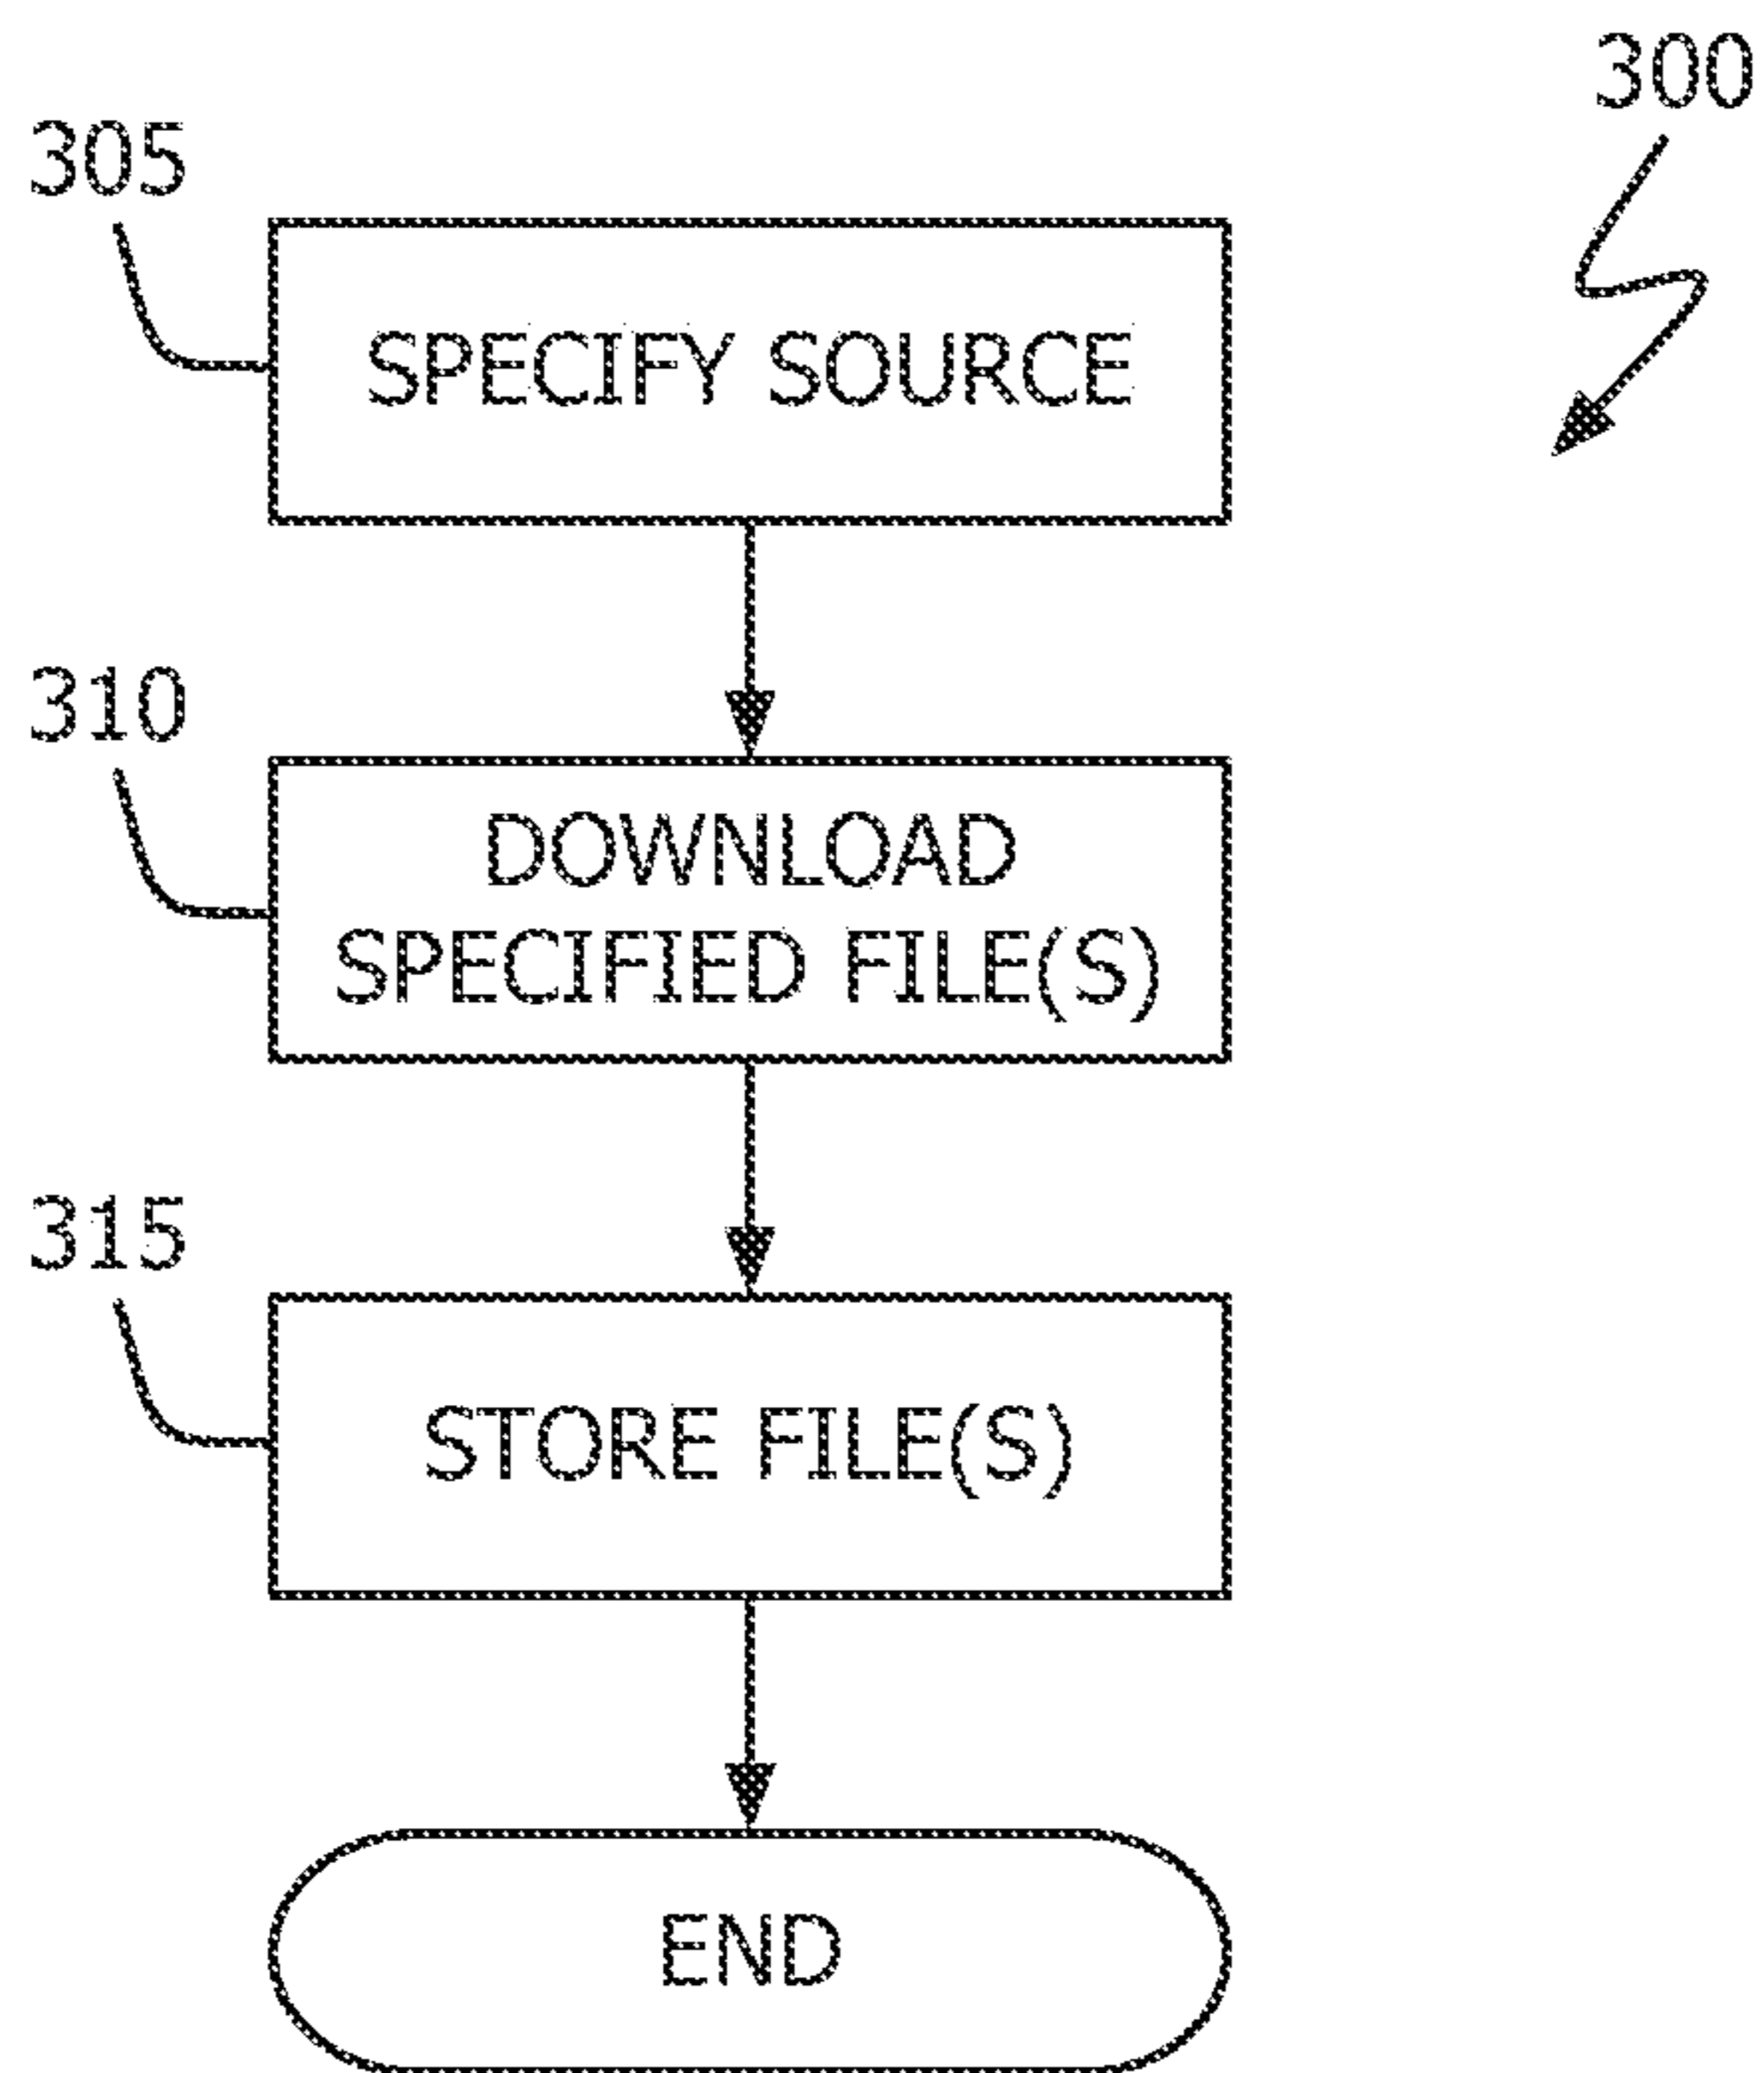 300
305
SPECIFY SOURCE
310
DOWNLOAD
SPECIFIED FILE(S)
315
STORE FILE(S)
END